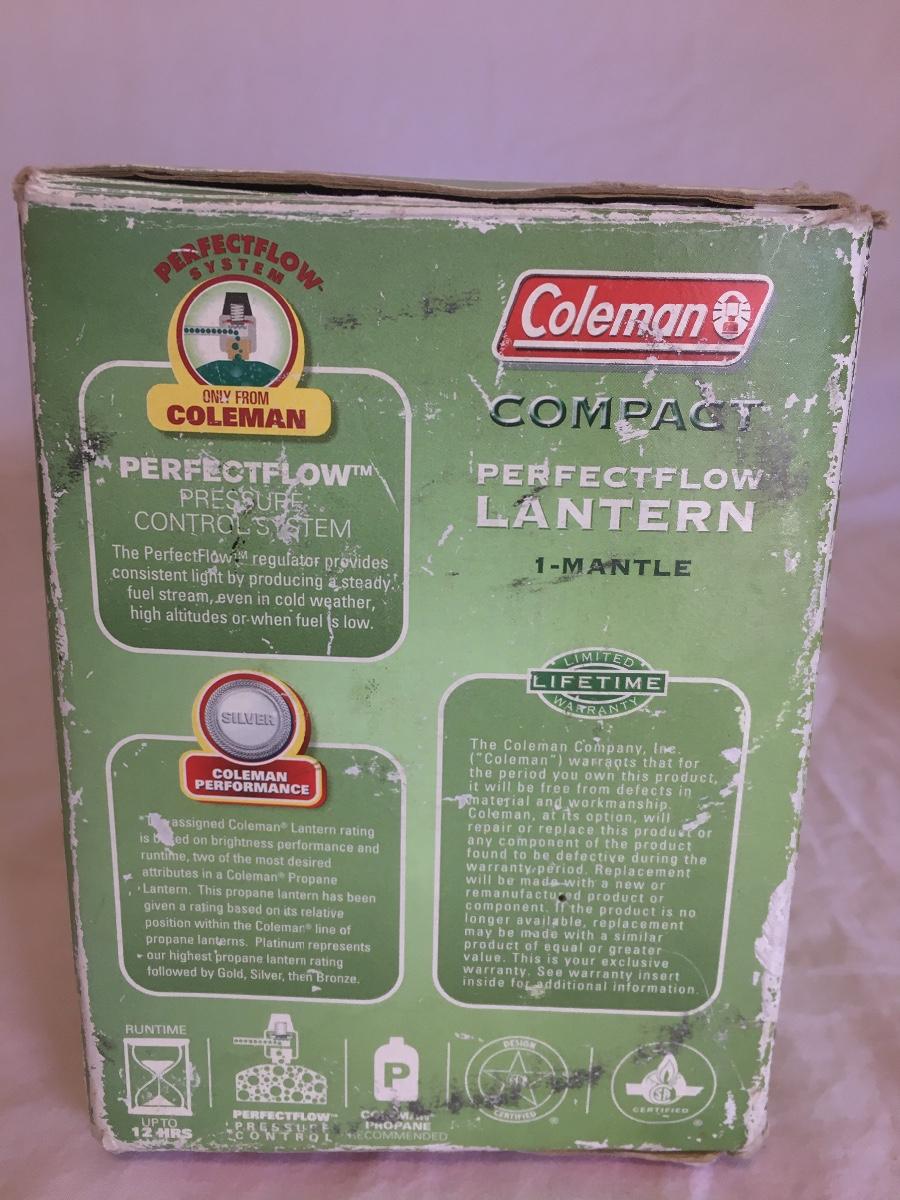 PERFECTFLOW™
SYSTEM
ONLY FROM
COLEMAN
PERFECTFLOW™
PRESSURE
CONTROL SYSTEM
The PerfectFlow™ regulator provides
consistent light by producing a steady
fuel stream, even in cold weather,
high altitudes or when fuel is low.
Coleman
COMPACT
PERFECTFLOW
LANTERN
1-MANTLE
SILVER
COLEMAN
PERFORMANCE
assigned Coleman® Lantern rating
is based on brightness performance and
runtime, two of the most desired
attributes in a Coleman® Propane
Lantern. This propane lantern has been
given a rating based on its relative
position within the Coleman® line of
propane lanterns. Platinum represents
our highest propane lantern rating
followed by Gold, Silver, then Bronze.
LIMITED
LIFETIME
WARRANTY
The Coleman Company, Inc.
("Coleman") warrants that for
the period you own this product,
it will be free from defects in
material and workmanship.
Coleman, at its option, will
repair or replace this product or
any component of the product
found to be defective during the
warranty period. Replacement
will be made with a new or
remanufactured product or
component. If the product is no
longer available, replacement
may be made with a similar
product of equal or greater
value. This is your exclusive
warranty. See warranty insert
inside for additional information.
RUNTIME
UP TO
12 HRS
PERFECTFLOW™
PRESSURE
CONTROL
P
COLEMAN®
PROPANE
RECOMMENDED
DESIGN
CERTIFIED
®
CERTIFIED
™
®